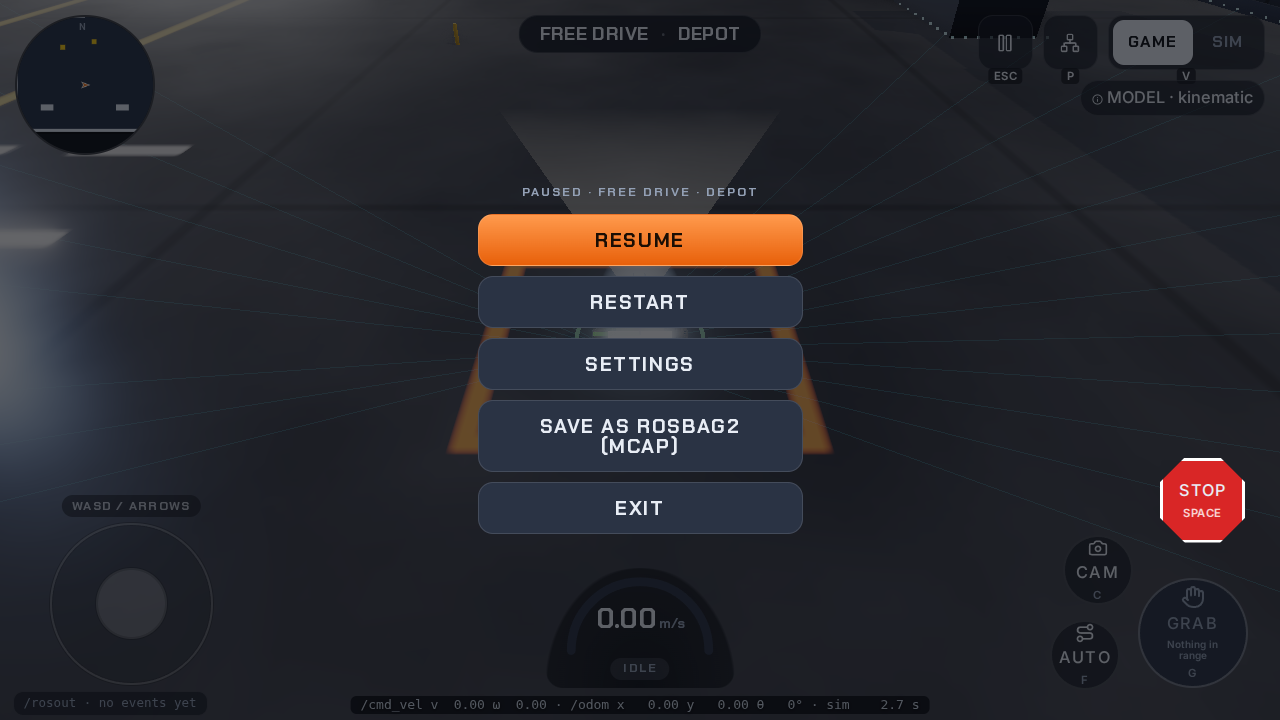 N
FREE DRIVE · DEPOT
ESC
P
GAME
SIM
V
MODEL · kinematic
PAUSED · FREE DRIVE · DEPOT
RESUME
RESTART
SETTINGS
SAVE AS ROSBAG2
(MCAP)
EXIT
WASD / ARROWS
STOP
SPACE
CAM
C
GRAB
Nothing in
range
G
AUTO
F
0.00 m/s
IDLE
/rosout · no events yet
/cmd_vel v 0.00 ω 0.00 · /odom x 0.00 y 0.00 θ 0° · sim 2.7 s